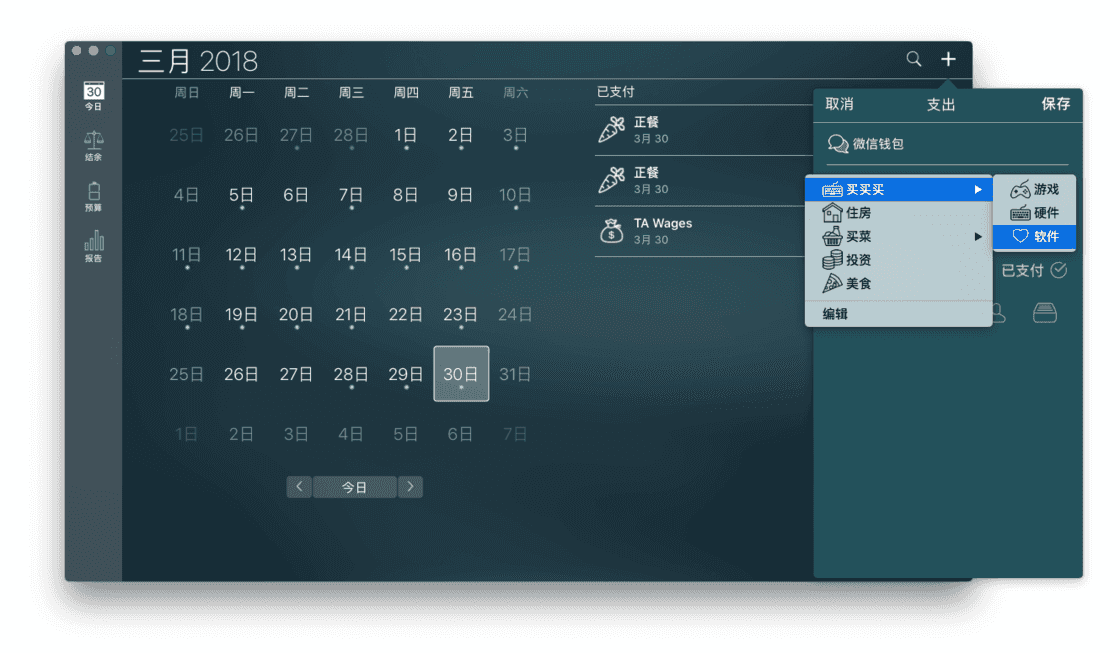 三月 2018
30
今日
结余
预算
报告
周日 周一 周二 周三 周四 周五 周六
25日 26日 27日 28日 1日 2日 3日
4日 5日 6日 7日 8日 9日 10日
11日 12日 13日 14日 15日 16日 17日
18日 19日 20日 21日 22日 23日 24日
25日 26日 27日 28日 29日 30日 31日
1日 2日 3日 4日 5日 6日 7日
今日
已支付
正餐
3月 30
正餐
3月 30
TA Wages
3月 30
取消 支出 保存
微信钱包
买买买
住房
买菜
投资
美食
编辑
游戏
硬件
软件
已支付